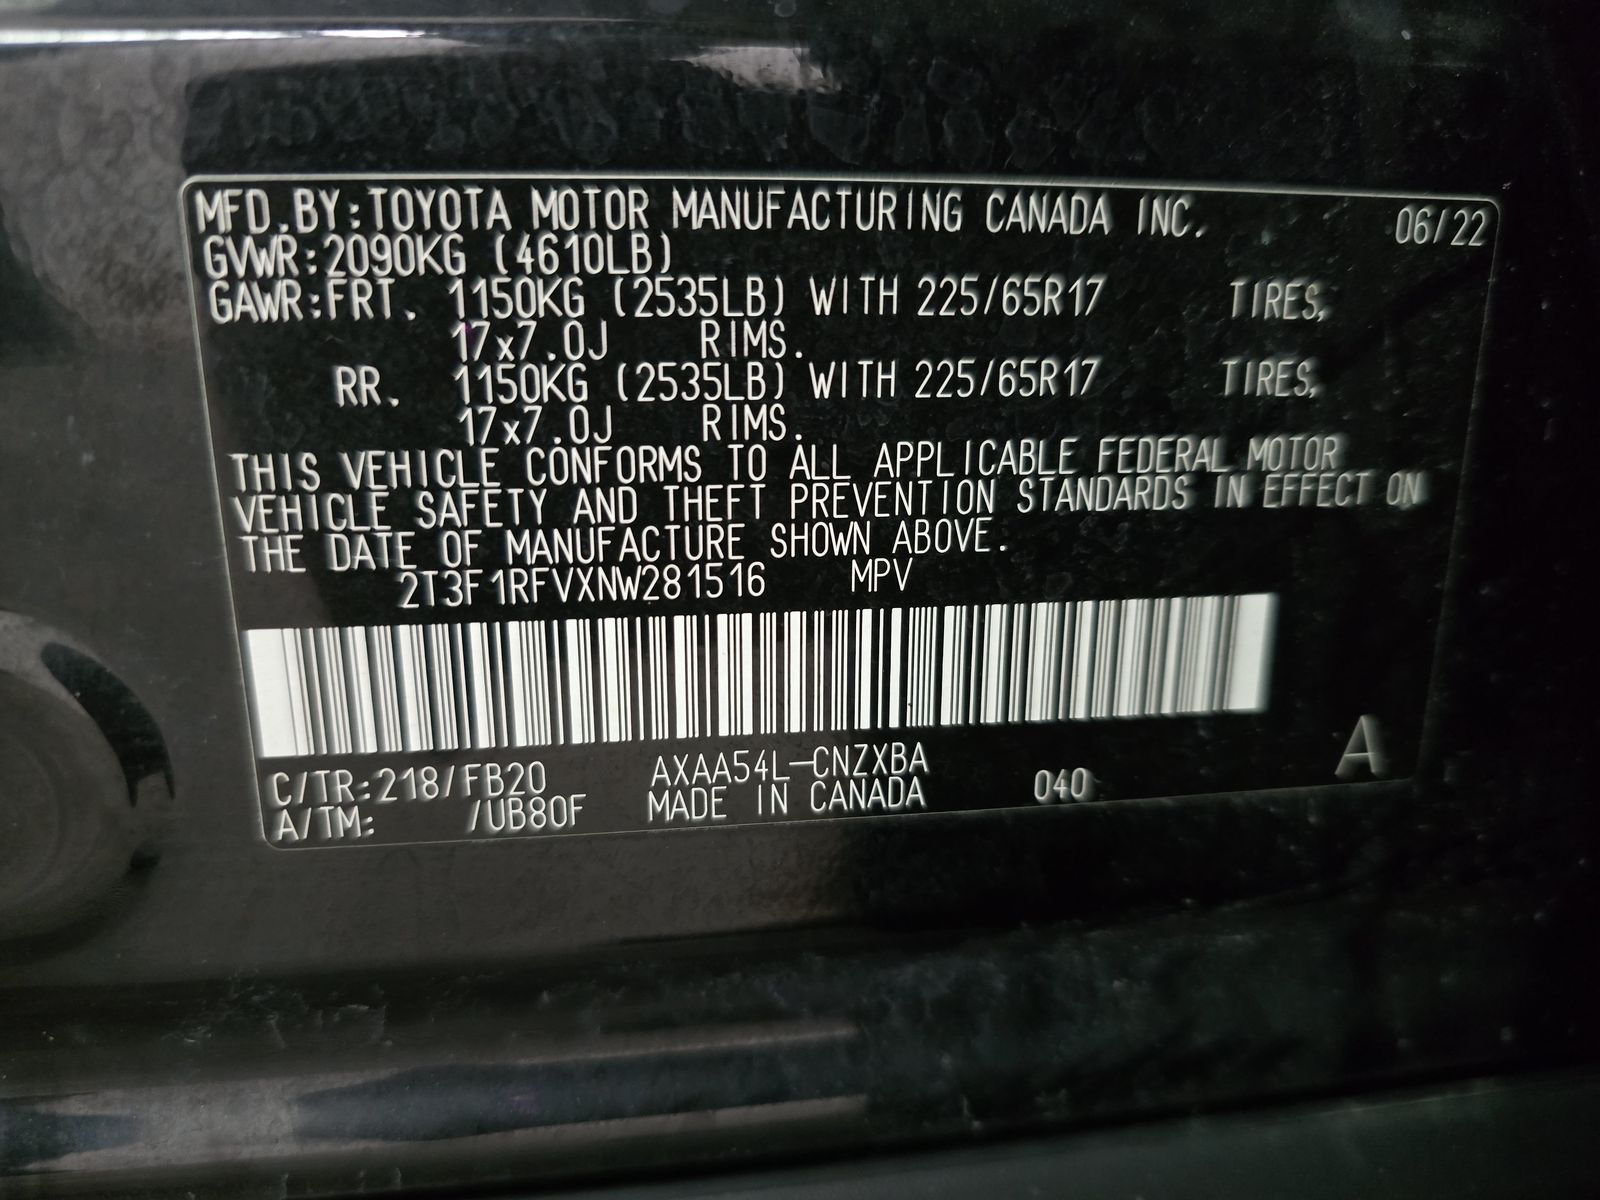 MFD.BY:TOYOTA MOTOR MANUFACTURING CANADA INC. 06/22
GVWR:2090KG (4610LB)
GAWR:FRT. 1150KG (2535LB) WITH 225/65R17 TIRES,
17x7.0J RIMS.
RR. 1150KG (2535LB) WITH 225/65R17 TIRES,
17x7.0J RIMS.
THIS VEHICLE CONFORMS TO ALL APPLICABLE FEDERAL MOTOR
VEHICLE SAFETY AND THEFT PREVENTION STANDARDS IN EFFECT ON
THE DATE OF MANUFACTURE SHOWN ABOVE.
2T3F1RFVXNW281516 MPV
C/TR:218/FB20 AXAA54L-CNZXBA 040 A
A/TM: /UB80F MADE IN CANADA